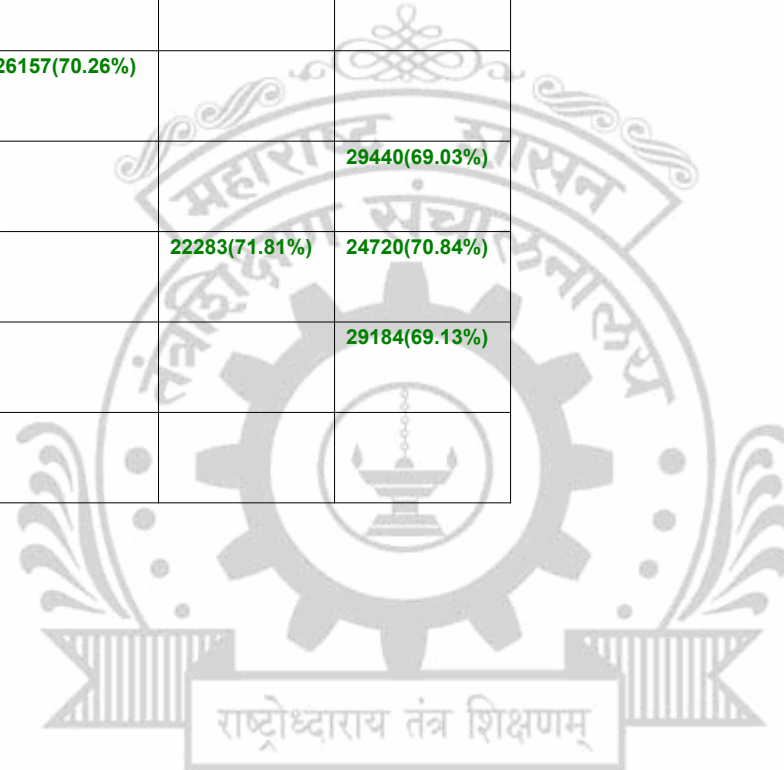 26157(70.26%)
महाराष्ट्र शासन
29440(69.03%)
तंत्रशिक्षण संचालनालय
22283(71.81%) 24720(70.84%)
29184(69.13%)
राष्ट्रोध्दाराय तंत्र शिक्षणम्